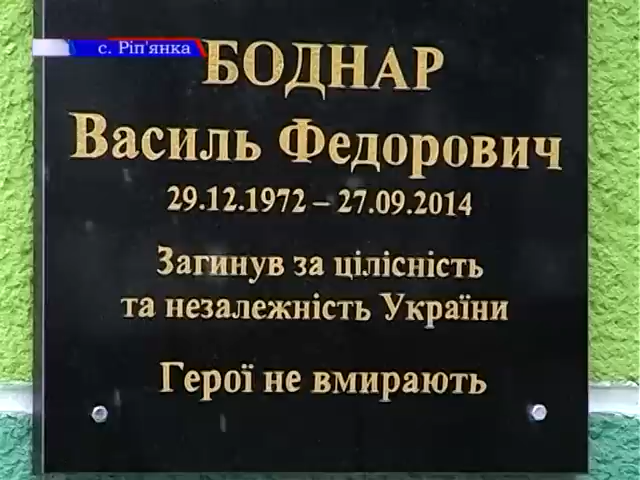 с. Ріп'янка
БОДНАР
Василь Федорович
29.12.1972 – 27.09.2014
Загинув за цілісність
та незалежність України
Герої не вмирають